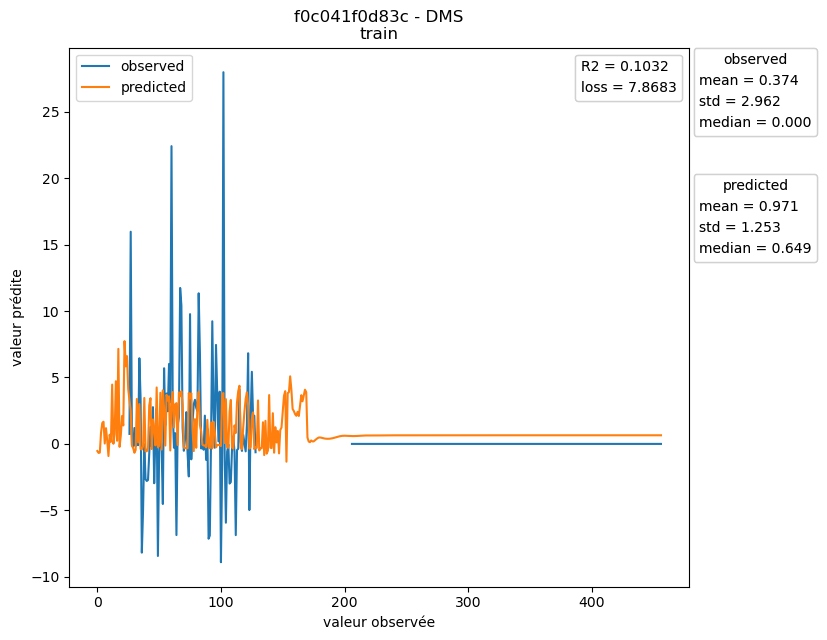 f0c041f0d83c - DMS
train
observed
predicted
R2 = 0.1032
loss = 7.8683
observed
mean = 0.374
std = 2.962
median = 0.000
predicted
mean = 0.971
std = 1.253
median = 0.649
25
20
15
10
5
0
−5
−10
valeur prédite
0
100
200
300
400
valeur observée